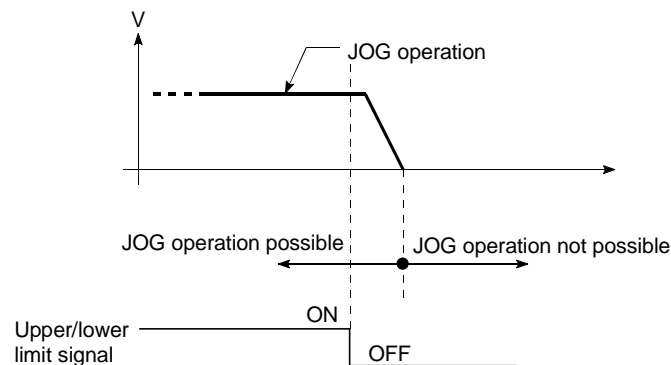 V
JOG operation
JOG operation possible
JOG operation not possible
ON
Upper/lower
limit signal
OFF